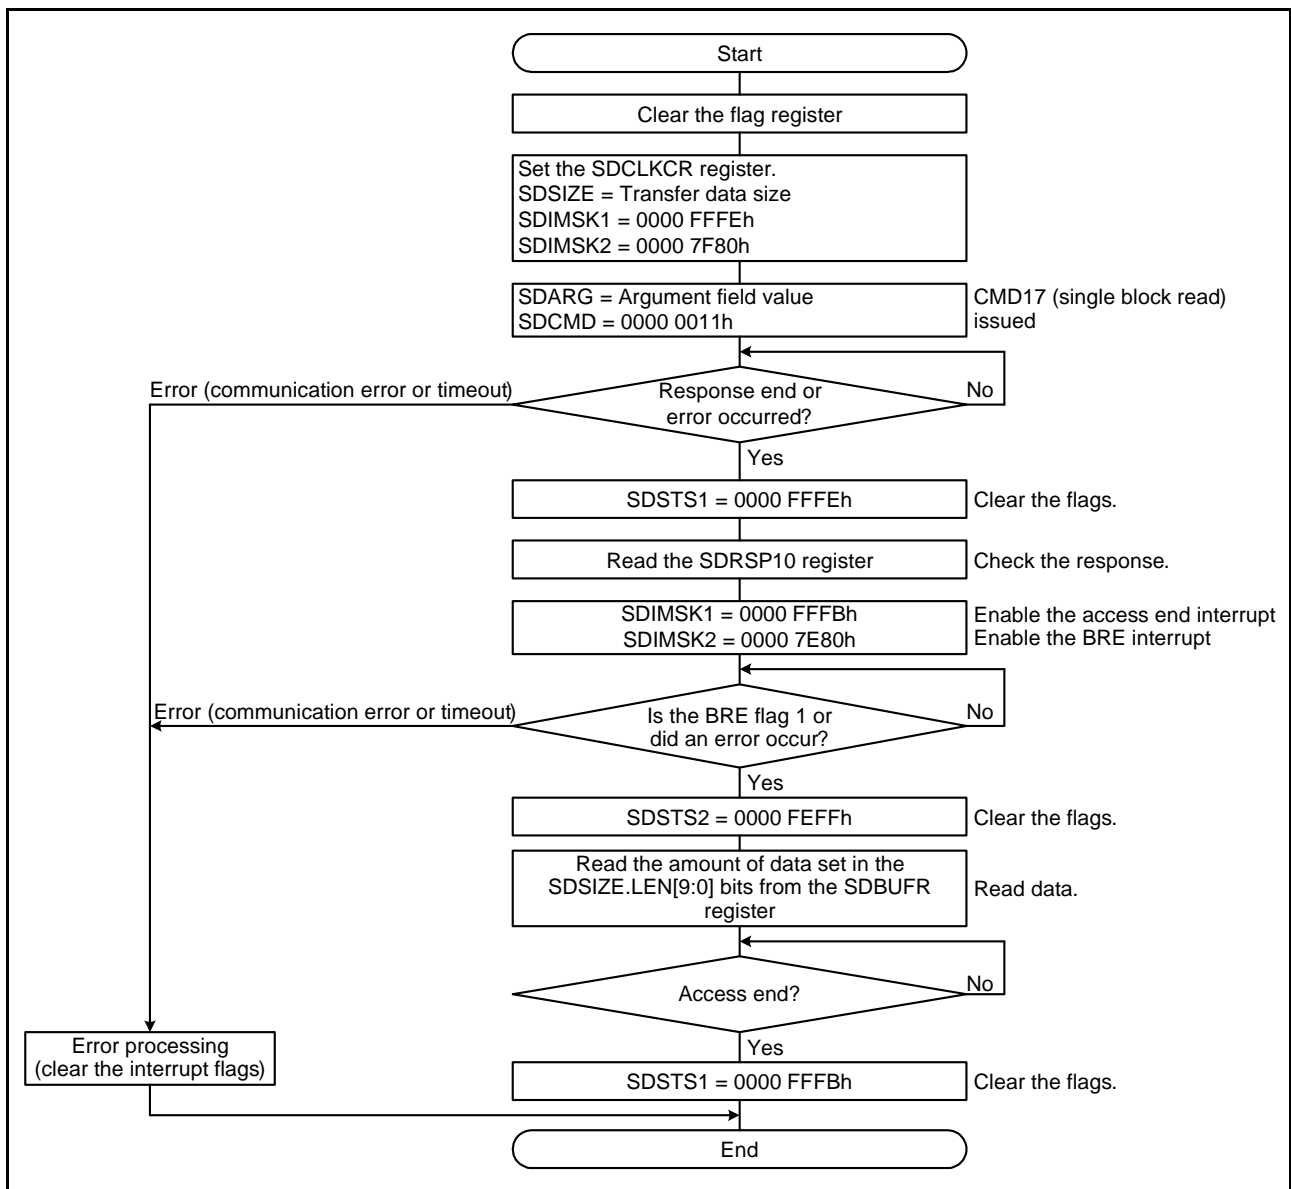 Start
Clear the flag register
Set the SDCLKCR register.
SDSIZE = Transfer data size
SDIMSK1 = 0000 FFFEh
SDIMSK2 = 0000 7F80h
SDARG = Argument field value
SDCMD = 0000 0011h
CMD17 (single block read)
issued
Error (communication error or timeout)
Response end or
error occurred?
No
Yes
SDSTS1 = 0000 FFFEh
Clear the flags.
Read the SDRSP10 register
Check the response.
SDIMSK1 = 0000 FFFBh
SDIMSK2 = 0000 7E80h
Enable the access end interrupt
Enable the BRE interrupt
Error (communication error or timeout)
Is the BRE flag 1 or
did an error occur?
No
Yes
SDSTS2 = 0000 FEFFh
Clear the flags.
Read the amount of data set in the
SDSIZE.LEN[9:0] bits from the SDBUFR
register
Read data.
Access end?
No
Yes
Error processing
(clear the interrupt flags)
SDSTS1 = 0000 FFFBh
Clear the flags.
End